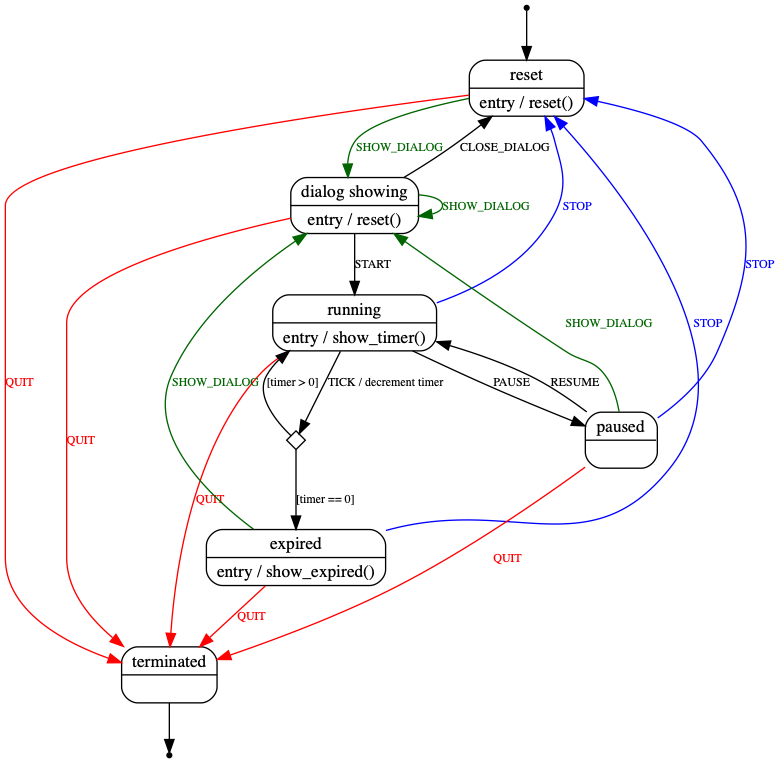 reset
entry / reset()
SHOW_DIALOG
CLOSE_DIALOG
dialog showing
entry / reset()
SHOW_DIALOG
STOP
START
STOP
running
entry / show_timer()
SHOW_DIALOG
STOP
QUIT
SHOW_DIALOG
[timer > 0]
TICK / decrement timer
PAUSE
RESUME
paused
QUIT
QUIT
[timer == 0]
expired
entry / show_expired()
QUIT
QUIT
terminated